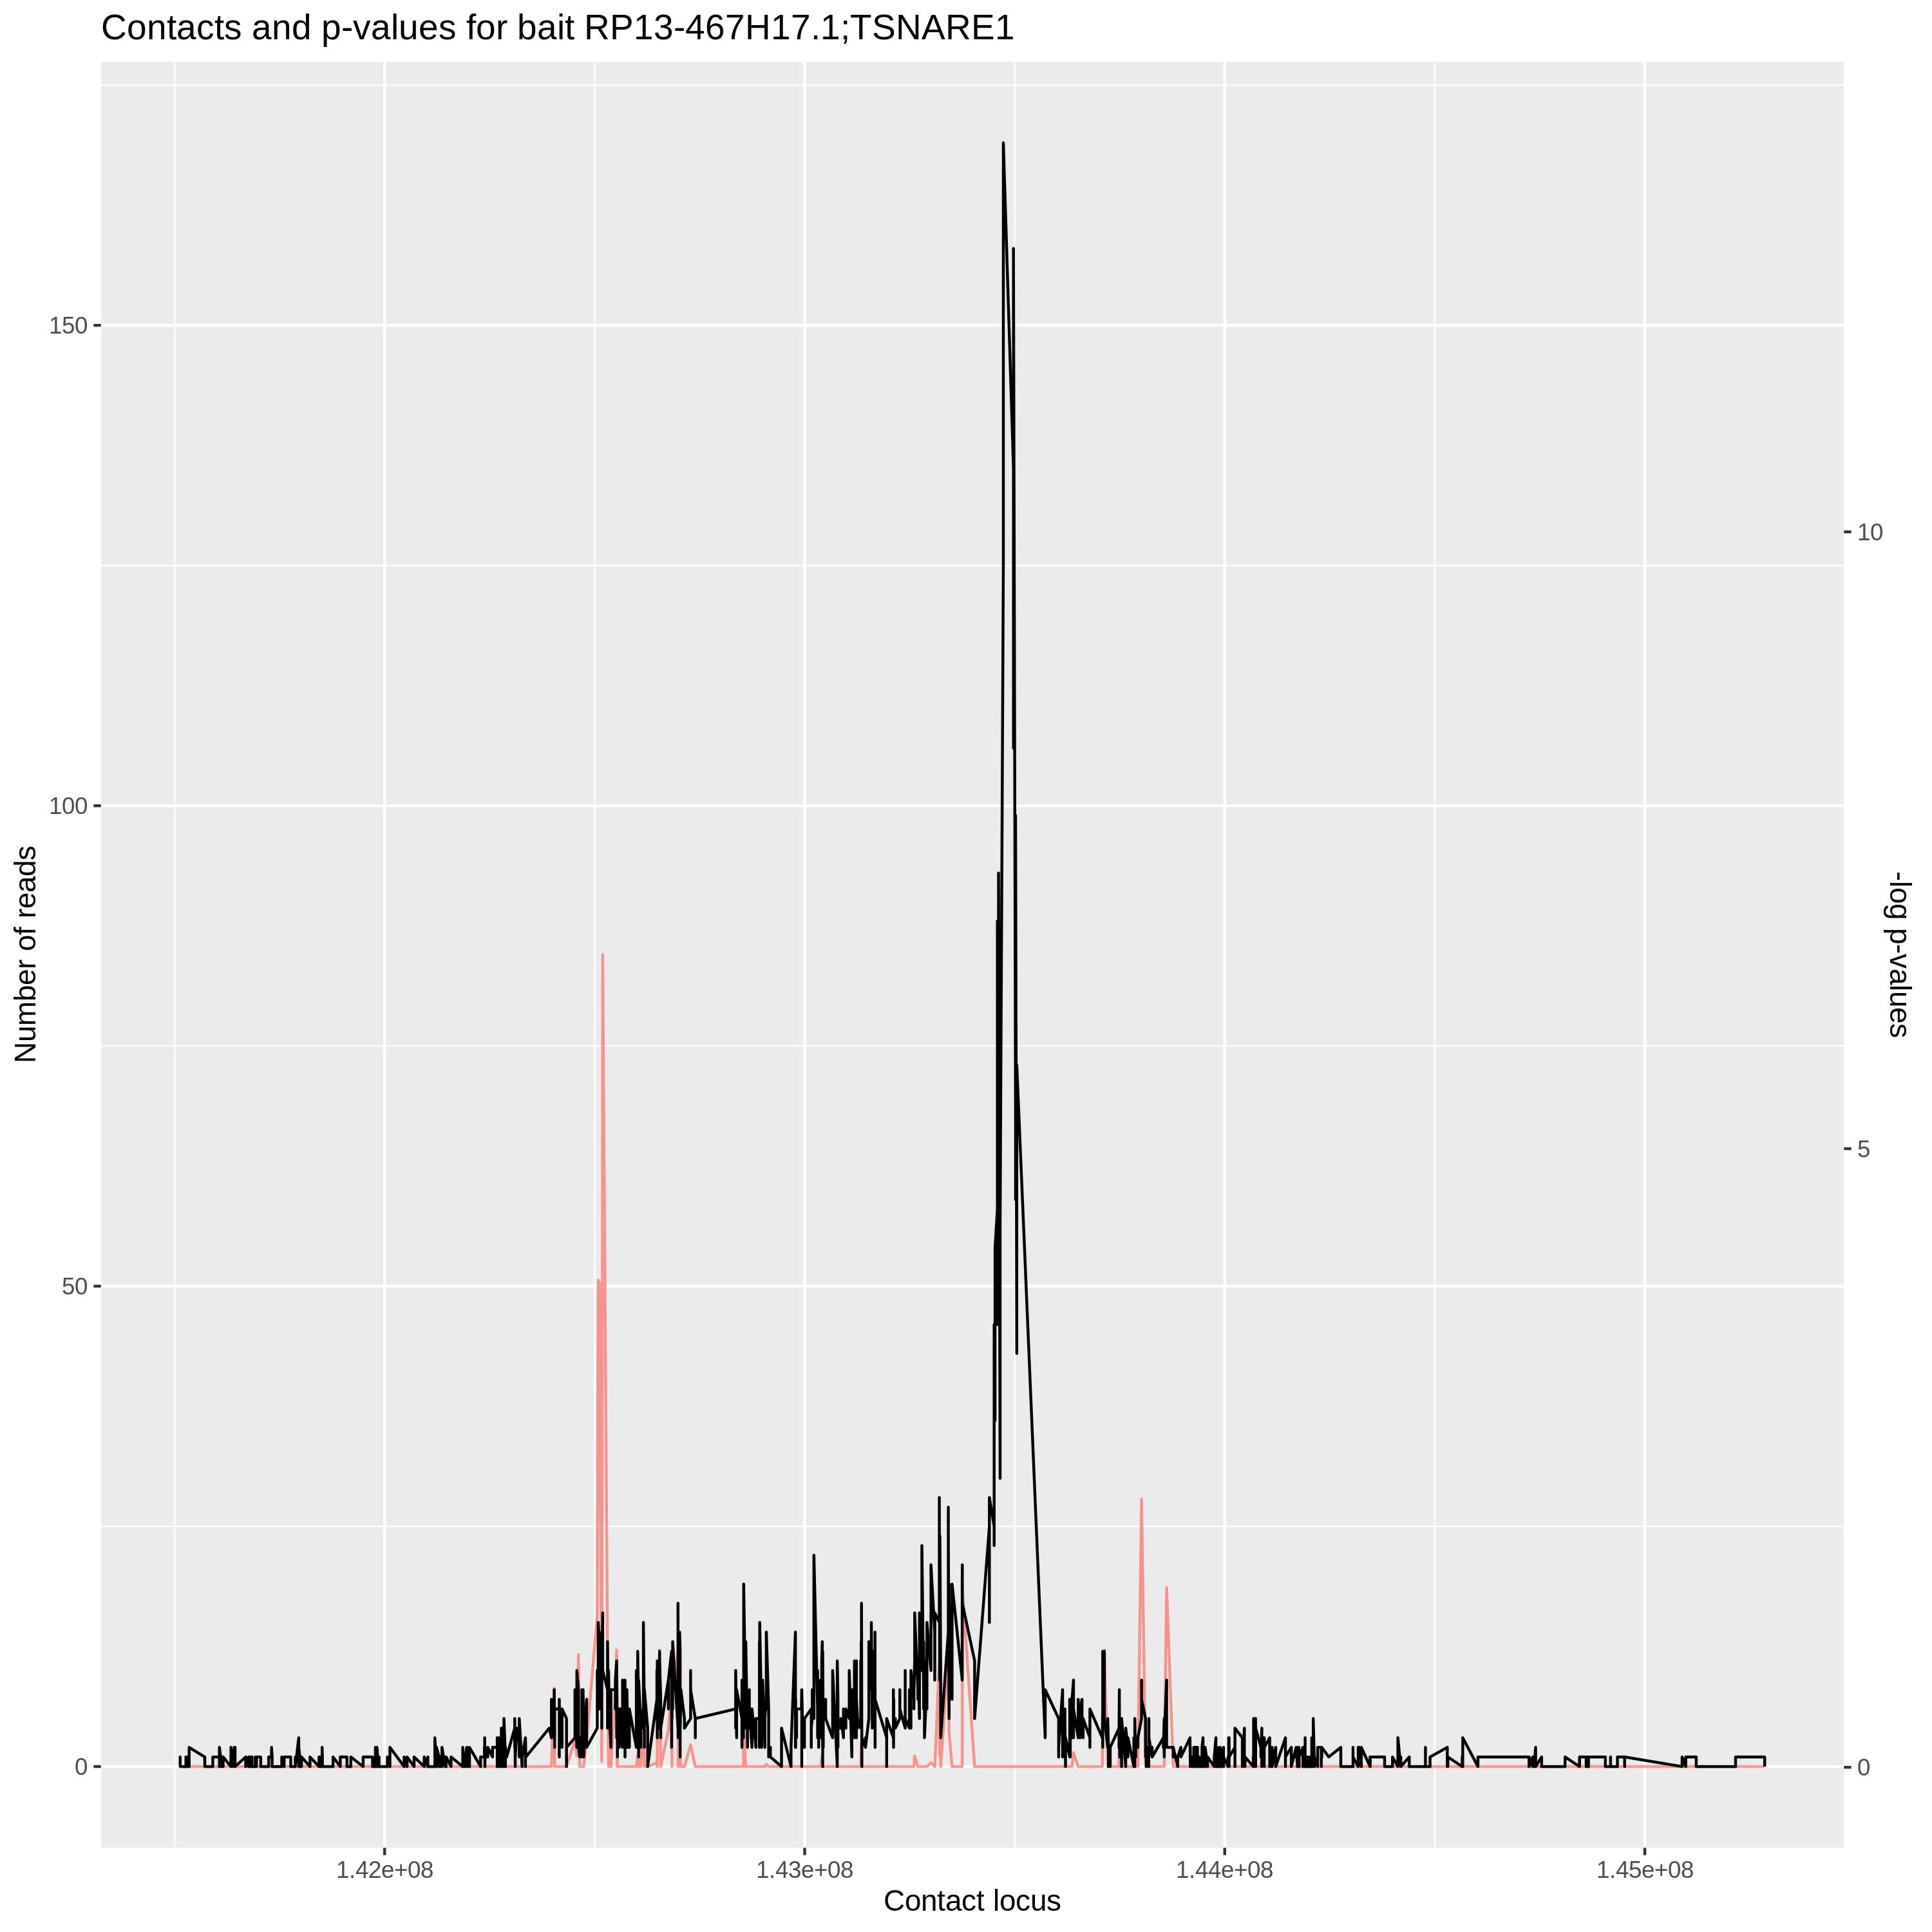 Contacts and p-values for bait RP13-467H17.1;TSNARE1
150
100
50
0
Number of reads
10
5
0
-log p-values
1.42e+08
1.43e+08
1.44e+08
1.45e+08
Contact locus